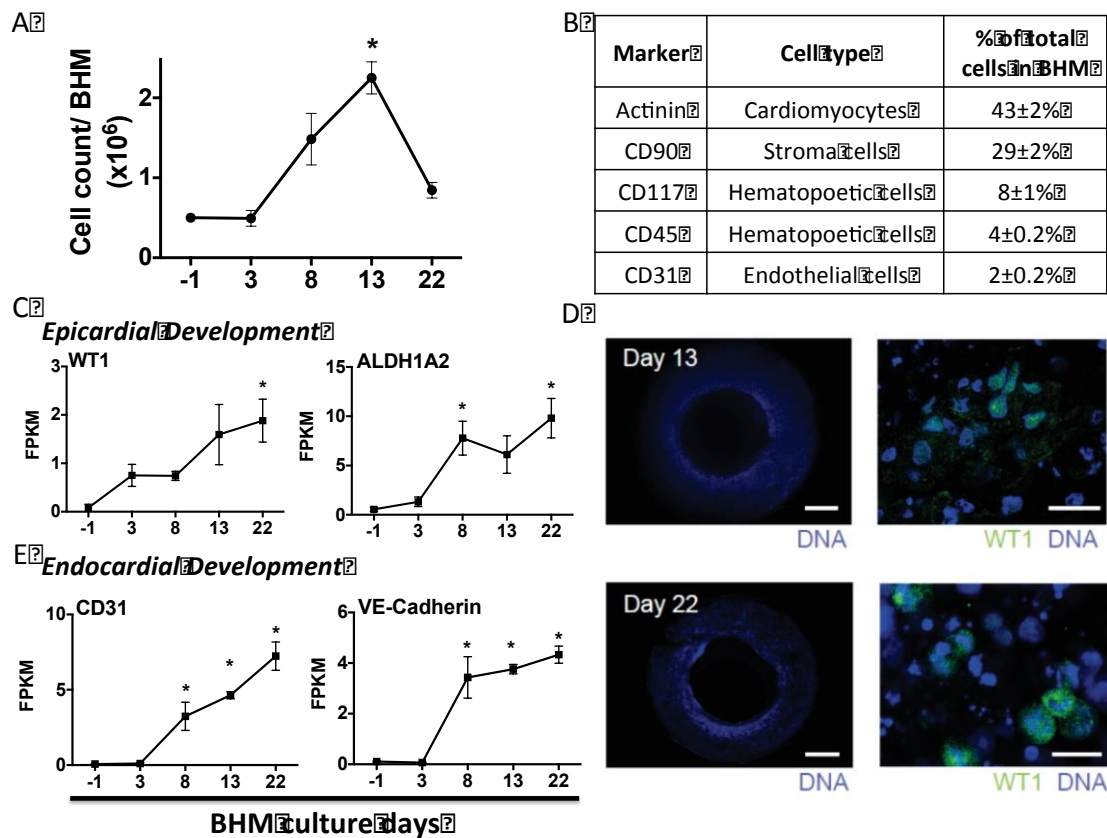 A
Cell count/ BHM
(x10⁶)
2
1
0
*
-1 3 8 13 22
B
Marker Cell type % of total cells in BHM
Actinin Cardiomyocytes 43±2%
CD90 Stroma cells 29±2%
CD117 Hematopoetic cells 8±1%
CD45 Hematopoetic cells 4±0.2%
CD31 Endothelial cells 2±0.2%
C
Epicardial Development
WT1
FPKM
3
2
1
0
*
-1 3 8 13 22
ALDH1A2
FPKM
15
10
5
0
* *
-1 3 8 13 22
D
Day 13
DNA
WT1 DNA
Day 22
DNA
WT1 DNA
E
Endocardial Development
CD31
FPKM
10
5
0
* * *
-1 3 8 13 22
VE-Cadherin
FPKM
6
4
2
0
* * *
-1 3 8 13 22
BHM culture days